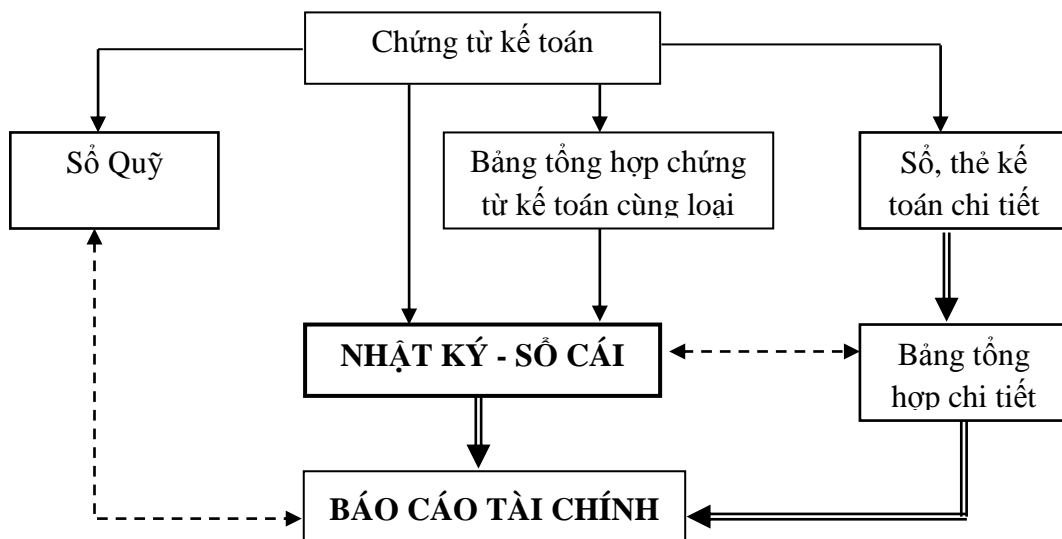 Chứng từ kế toán
Sổ Quỹ
Bảng tổng hợp chứng
từ kế toán cùng loại
Sổ, thẻ kế
toán chi tiết
NHẬT KÝ - SỔ CÁI
Bảng tổng
hợp chi tiết
BÁO CÁO TÀI CHÍNH